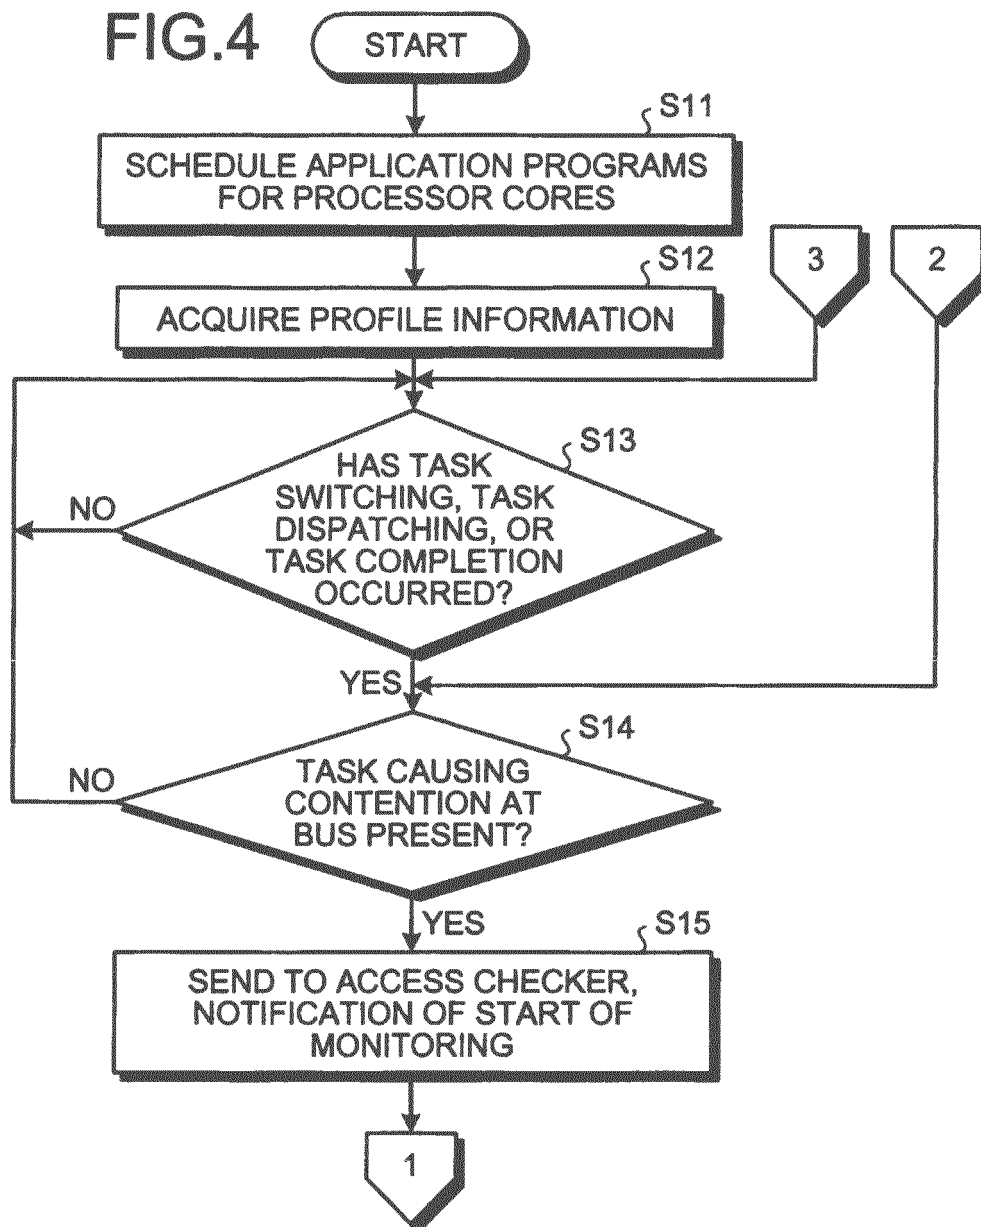 FIG.4
START
S11
SCHEDULE APPLICATION PROGRAMS
FOR PROCESSOR CORES
S12
3
2
ACQUIRE PROFILE INFORMATION
S13
HAS TASK
SWITCHING, TASK
DISPATCHING, OR
TASK COMPLETION
OCCURRED?
NO
YES
S14
NO
TASK CAUSING
CONTENTION AT
BUS PRESENT?
YES
S15
SEND TO ACCESS CHECKER,
NOTIFICATION OF START OF
MONITORING
1